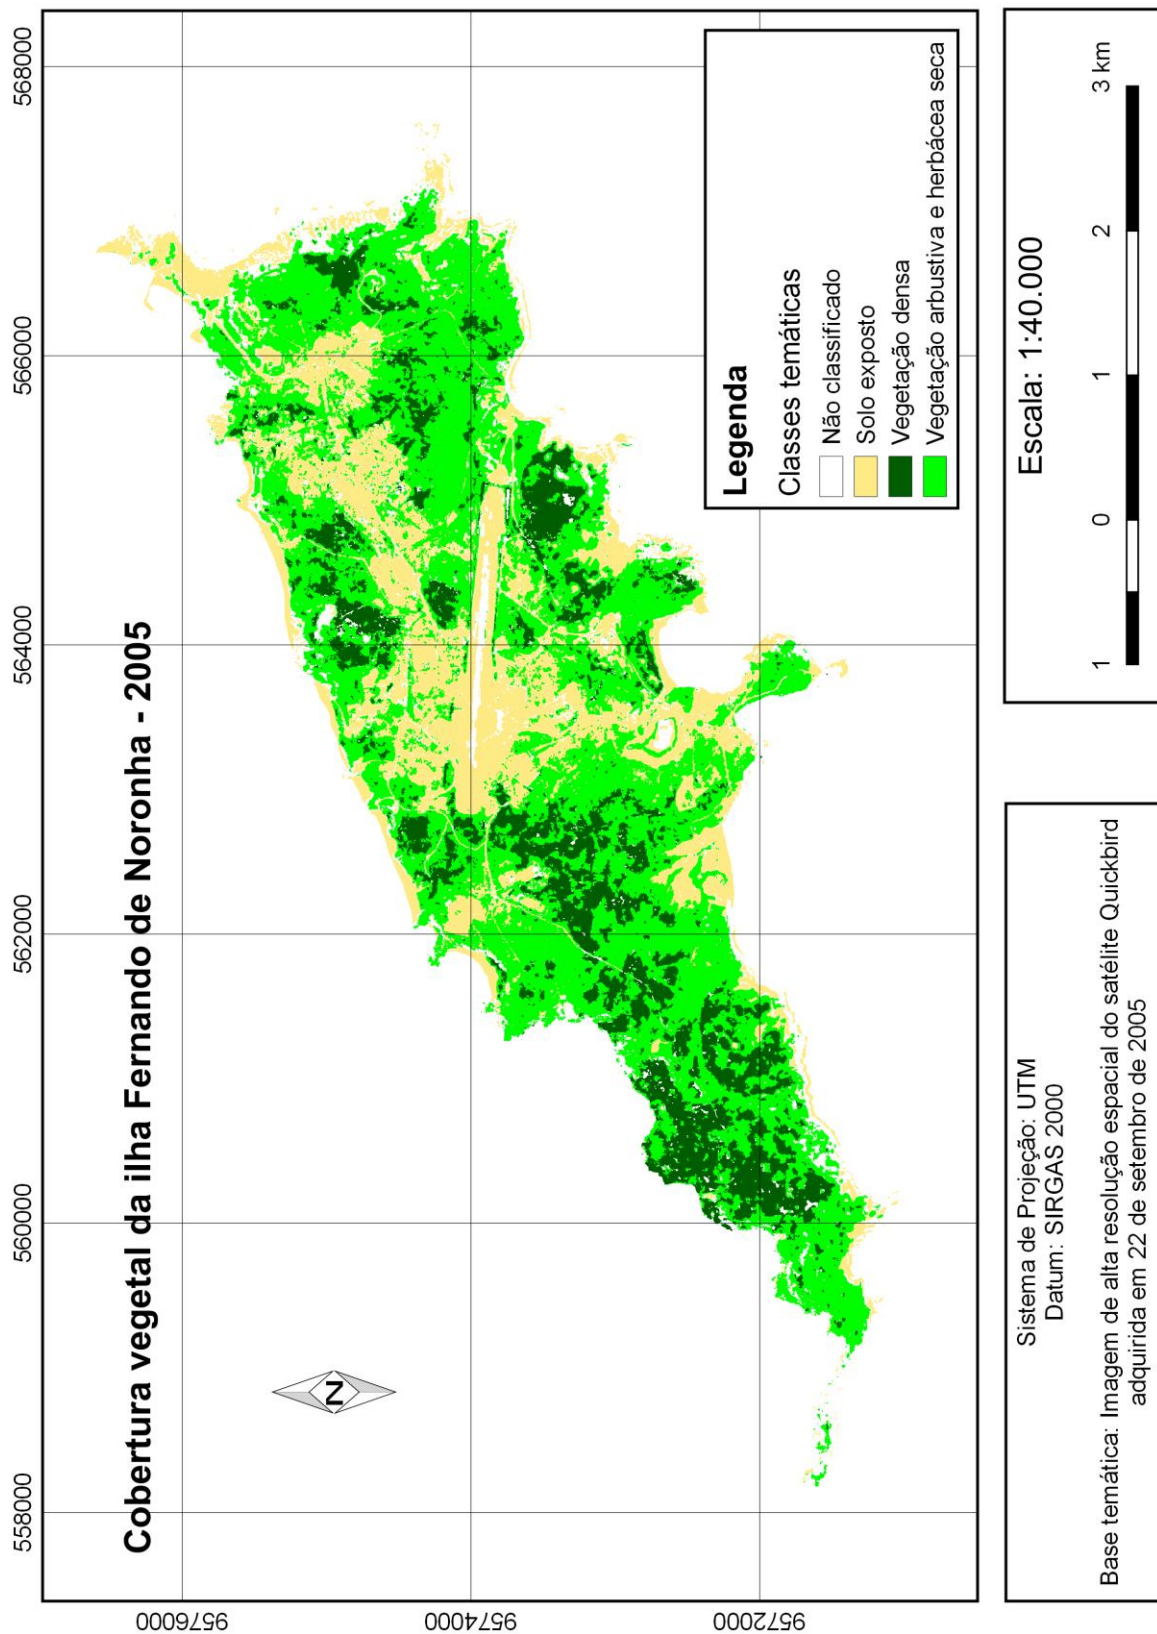 558000
560000
562000
564000
566000
568000
Cobertura vegetal da ilha Fernando de Noronha - 2005
N
9576000
9574000
9572000
Legenda
Classes temáticas
Não classificado
Solo exposto
Vegetação densa
Vegetação arbustiva e herbácea seca
Sistema de Projeção: UTM
Datum: SIRGAS 2000
Base temática: Imagem de alta resolução espacial do satélite Quickbird
adquirida em 22 de setembro de 2005
Escala: 1:40.000
1 0 1 2 3 km